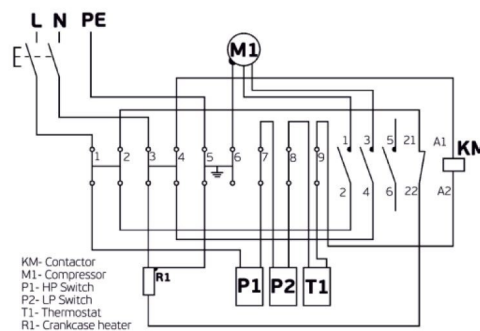 L N PE
M1
1 3 5 21 A1
KM
1 2 3 4 5 6 7 8 9
2 4 6 22 A2
R1
P1 P2 T1
KM- Contactor
M1- Compressor
P1- HP Switch
P2- LP Switch
T1- Thermostat
R1- Crankcase heater